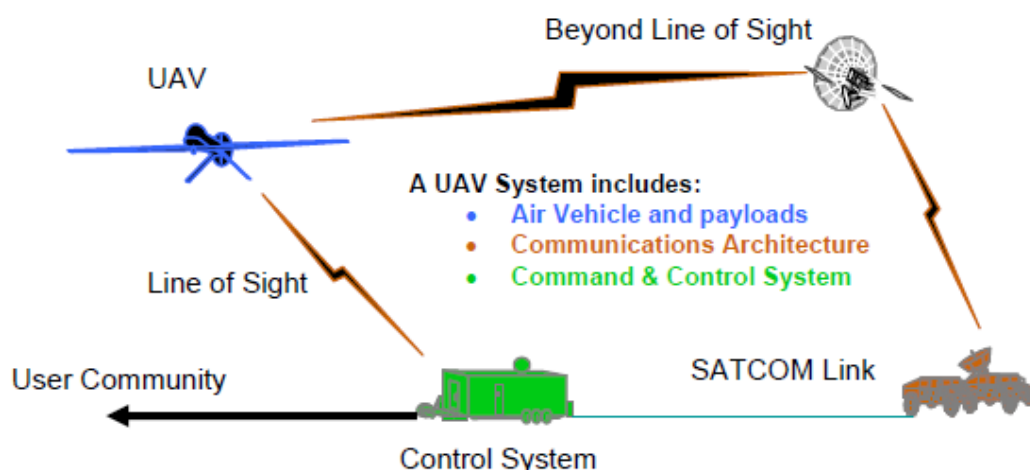 Beyond Line of Sight
UAV
A UAV System includes:
• Air Vehicle and payloads
• Communications Architecture
• Command & Control System
Line of Sight
User Community
SATCOM Link
Control System